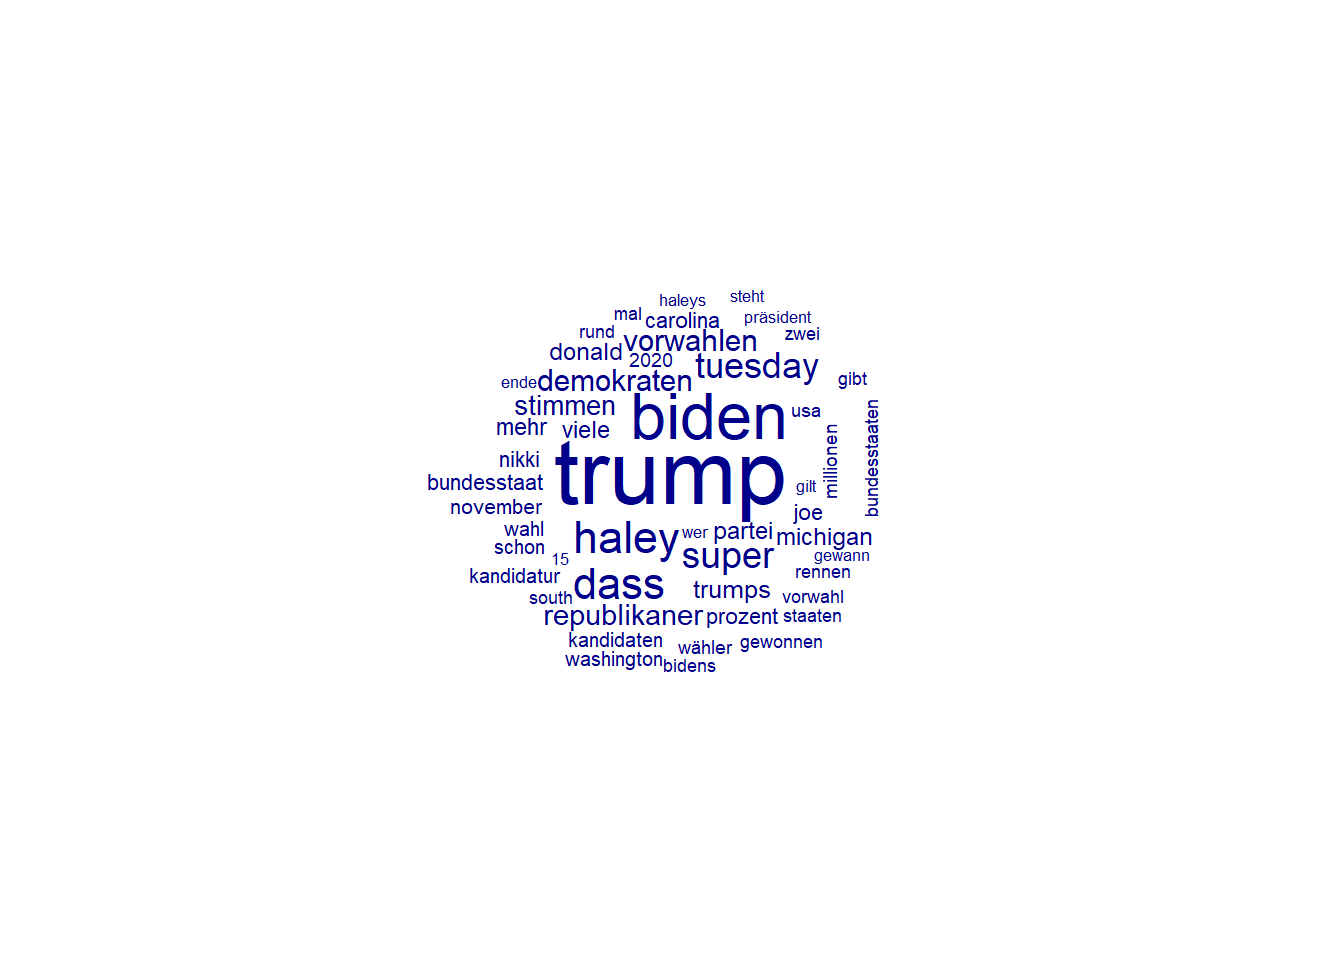 haleys
steht
mal
carolina
präsident
rund
vorwahlen
zwei
donald
2020
tuesday
ende
demokraten
gibt
stimmen
biden
usa
mehr
viele
millionen
bundesstaaten
nikki
trump
bundesstaat
gilt
november
joe
wahl
haley
wer
partei
michigan
schon
15
super
gewann
kandidatur
dass
rennen
south
trumps
vorwahl
republikaner
prozent
staaten
kandidaten
wähler
gewonnen
washington
bidens